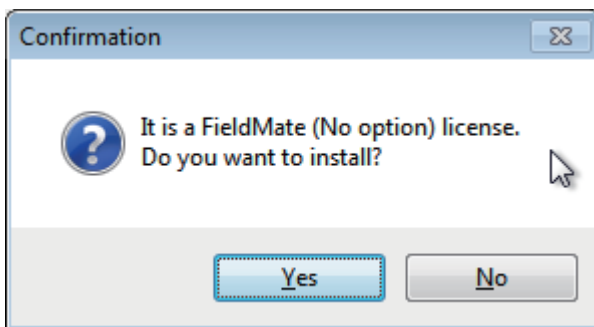 Confirmation
It is a FieldMate (No option) license.
Do you want to install?
Yes
No